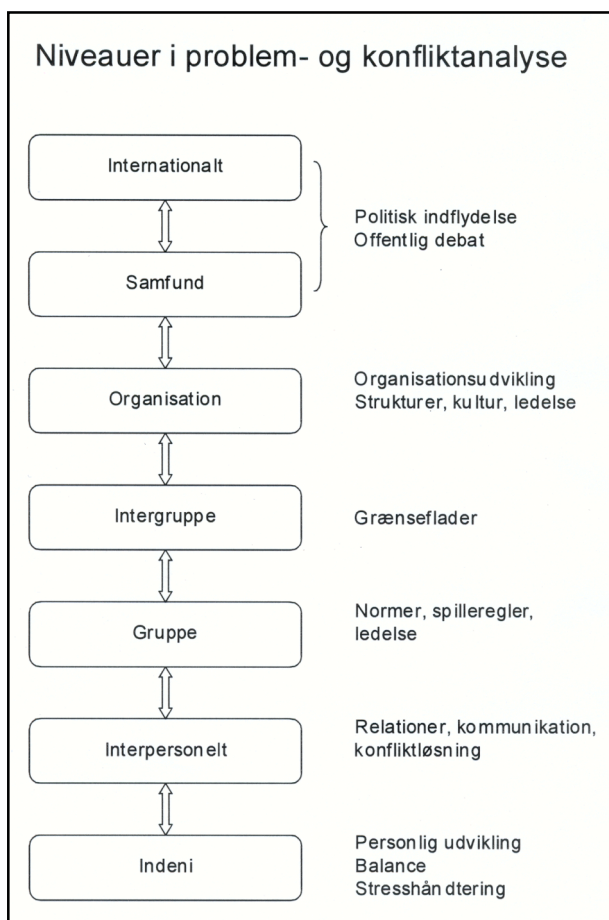 Niveauer i problem- og konfliktanalyse
Internationalt
Politisk indflydelse
Offentlig debat
Samfund
Organisation
Organisationsudvikling
Strukturer, kultur, ledelse
Intergruppe
Grænseflader
Gruppe
Normer, spilleregler,
ledelse
Interpersonelt
Relationer, kommunikation,
konfliktløsning
Indeni
Personlig udvikling
Balance
Stresshåndtering